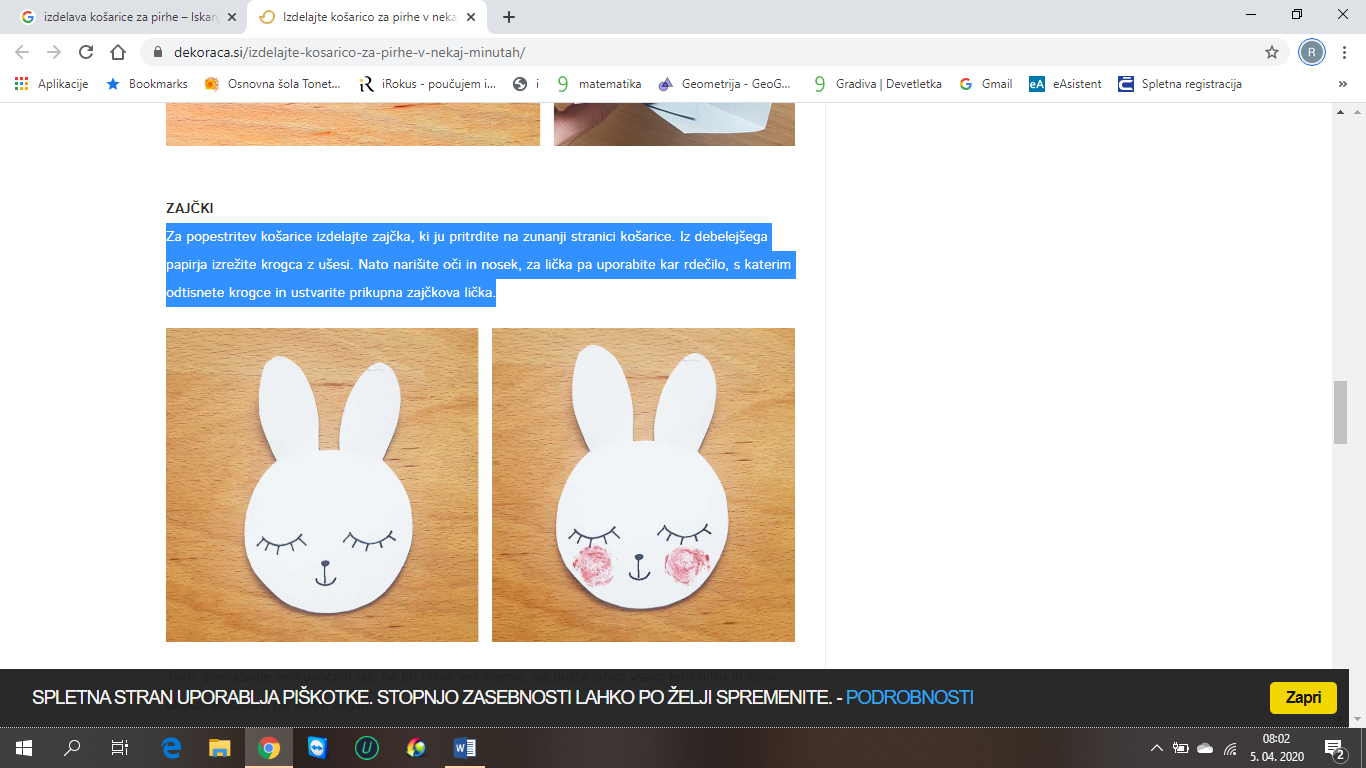 izdelava košarice za pirhe – Iskan
Izdelajte košarico za pirhe v neka
dekoraca.si/izdelajte-kosarico-za-pirhe-v-nekaj-minutah/
R
Aplikacije
Bookmarks
Osnovna šola Tonet...
iRokus - poučujem i...
i
matematika
Geometrija - GeoG...
Gradiva | Devetletka
Gmail
eAsistent
Spletna registracija
ZAJČKI
Za popestritev košarice izdelajte zajčka, ki ju pritrdite na zunanji stranici košarice. Iz debelejšega
papirja izrežite krogca z ušesi. Nato narišite oči in nosek, za lička pa uporabite kar rdečilo, s katerim
odtisnete krogce in ustvarite prikupna zajčkova lička.
SPLETNA STRAN UPORABLJA PIŠKOTKE. STOPNJO ZASEBNOSTI LAHKO PO ŽELJI SPREMENITE. - PODROBNOSTI
Zapri
08:02
5. 04. 2020
2